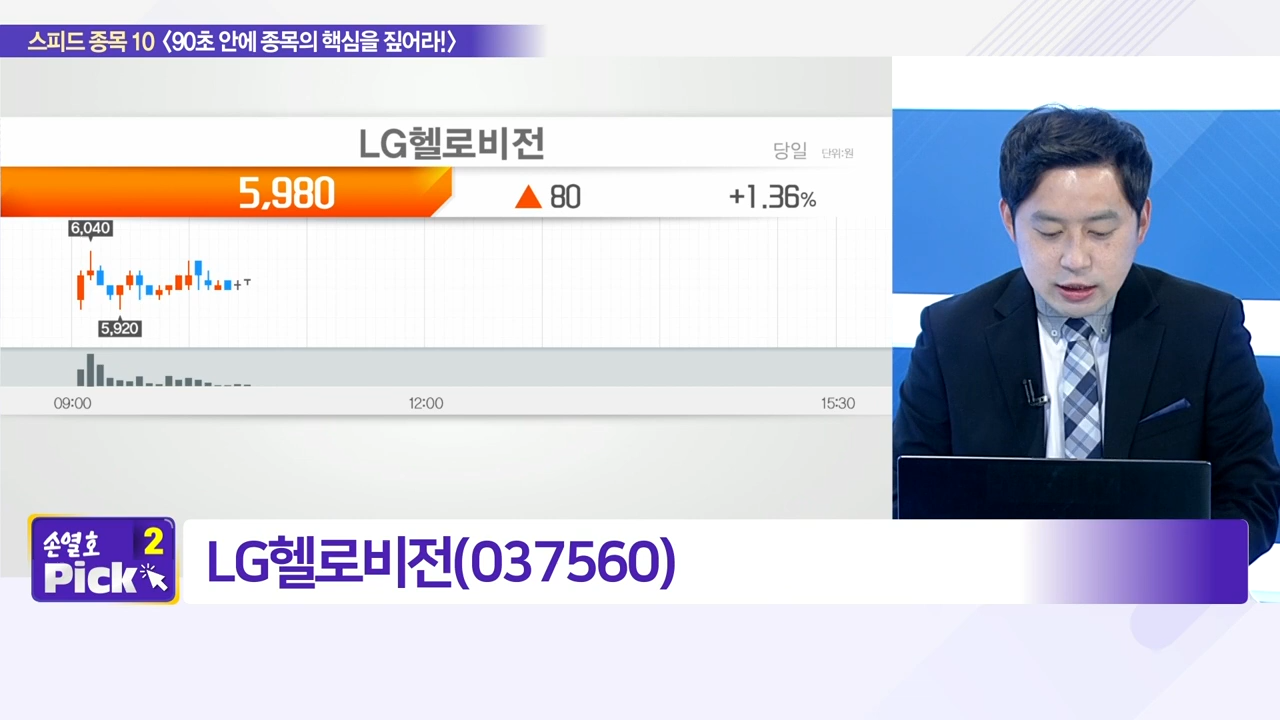 스피드 종목 10 <90초 안에 종목의 핵심을 짚어라!>
LG헬로비전
당일 단위:원
5,980 ▲ 80 +1.36%
6,040
5,920
09:00 12:00 15:30
손열호 2
Pick
LG헬로비전(037560)